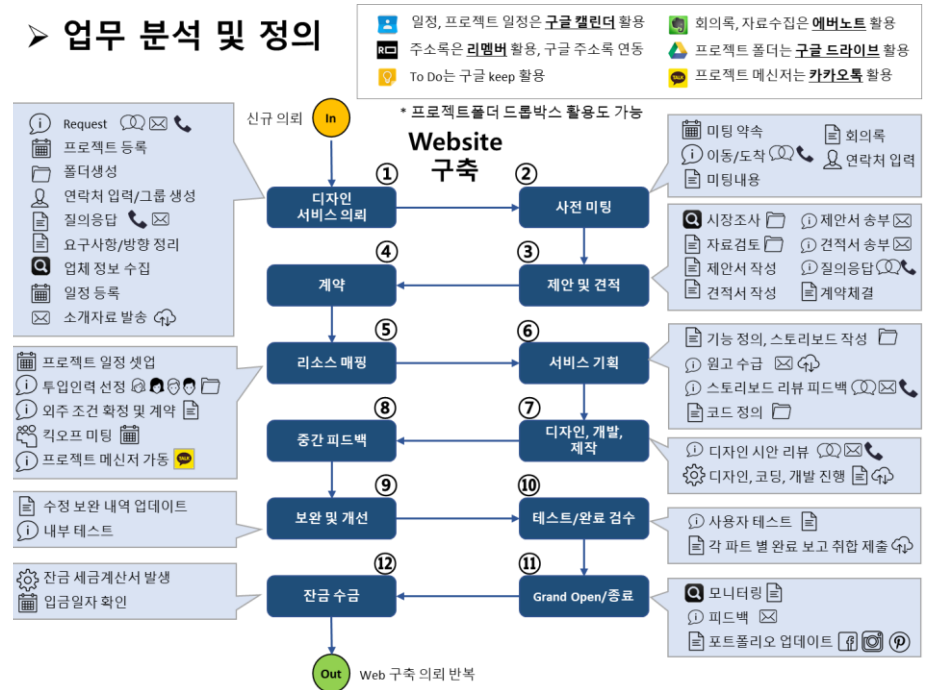 ➢ 업무 분석 및 정의
일정, 프로젝트 일정은 구글 캘린더 활용
주소록은 리멤버 활용, 구글 주소록 연동
To Do는 구글 keep 활용
회의록, 자료수집은 에버노트 활용
프로젝트 폴더는 구글 드라이브 활용
TALK
프로젝트 메신저는 카카오톡 활용
* 프로젝트폴더 드롭박스 활용도 가능
신규 의뢰
In
Website
구축
Request
프로젝트 등록
폴더생성
연락처 입력/그룹 생성
질의응답
요구사항/방향 정리
업체 정보 수집
일정 등록
소개자료 발송
①
디자인
서비스 의뢰
②
사전 미팅
미팅 약속
이동/도착
미팅내용
회의록
연락처 입력
③
제안 및 견적
시장조사
자료검토
제안서 작성
견적서 작성
제안서 송부
견적서 송부
질의응답
계약체결
④
계약
⑤
리소스 매핑
프로젝트 일정 셋업
투입인력 선정
외주 조건 확정 및 계약
킥오프 미팅
프로젝트 메신저 가동
TALK
⑥
서비스 기획
기능 정의, 스토리보드 작성
원고 수급
스토리보드 리뷰 피드백
코드 정의
⑦
디자인, 개발,
제작
디자인 시안 리뷰
디자인, 코딩, 개발 진행
⑧
중간 피드백
⑨
보완 및 개선
수정 보완 내역 업데이트
내부 테스트
⑩
테스트/완료 검수
사용자 테스트
각 파트 별 완료 보고 취합 제출
⑪
Grand Open/종료
모니터링
피드백
포트폴리오 업데이트
⑫
잔금 수금
잔금 세금계산서 발생
입금일자 확인
Out
Web 구축 의뢰 반복